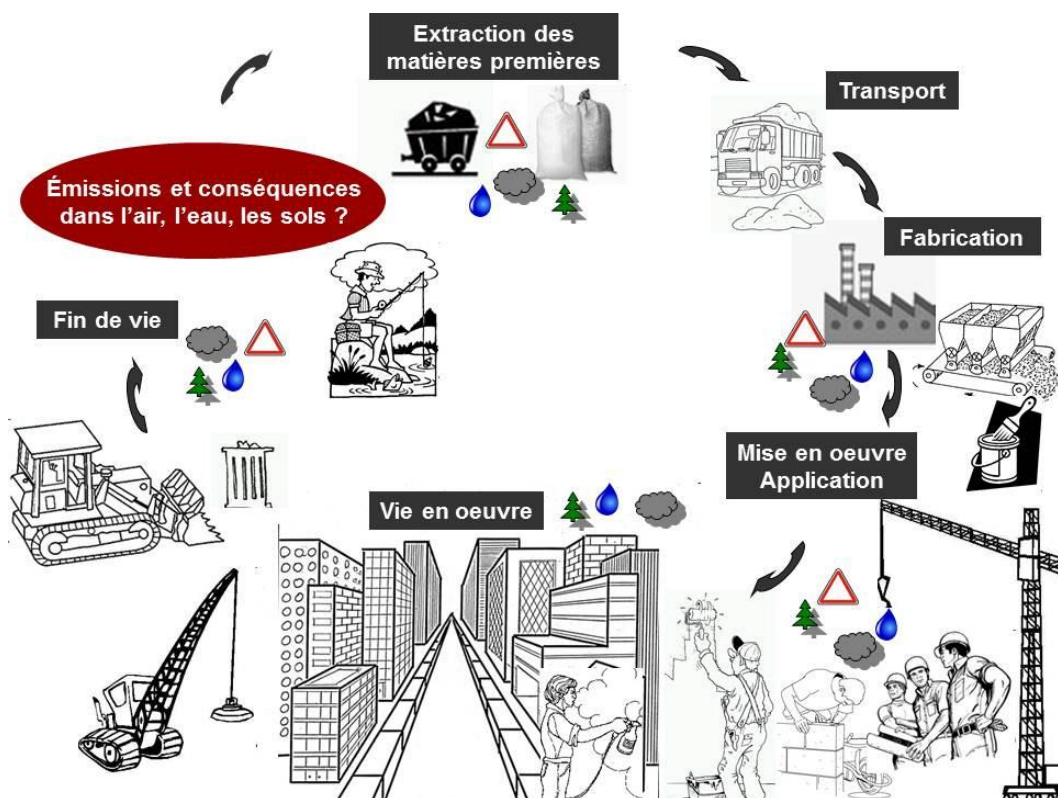 Extraction des
matières premières
Transport
Émissions et conséquences
dans l'air, l'eau, les sols ?
Fabrication
Fin de vie
Mise en oeuvre
Application
Vie en oeuvre